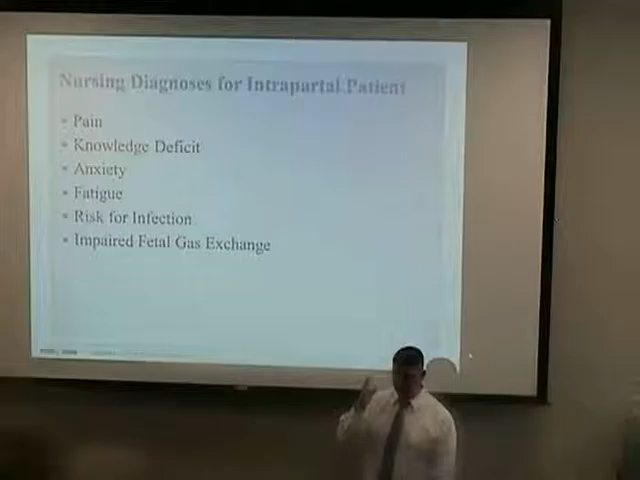 Nursing Diagnoses for Intrapartal Patient
• Pain
• Knowledge Deficit
• Anxiety
• Fatigue
• Risk for Infection
• Impaired Fetal Gas Exchange